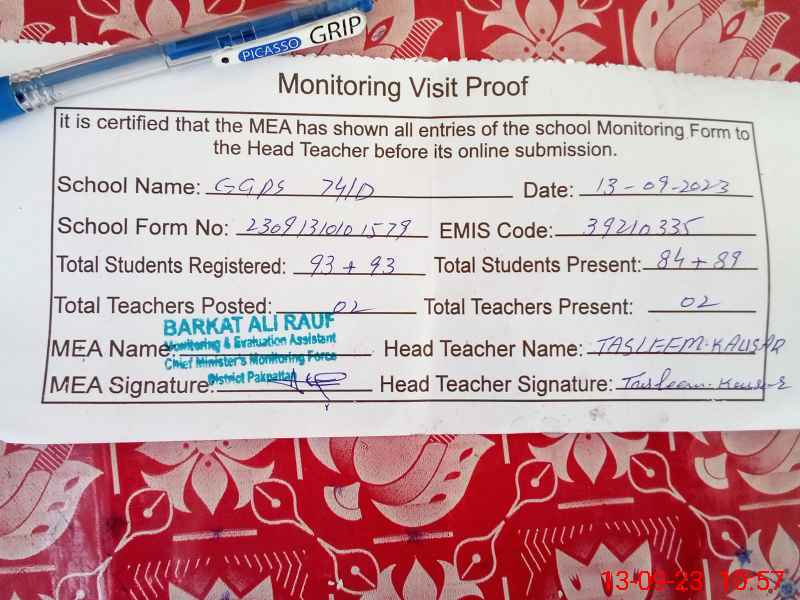 PICASSO GRIP
Monitoring Visit Proof
it is certified that the MEA has shown all entries of the school Monitoring Form to
the Head Teacher before its online submission.
School Name: GGPS 74/D Date: 13-09-2023
School Form No: 23091310101579 EMIS Code: 39210335
Total Students Registered: 93 + 93 Total Students Present: 84 + 89
Total Teachers Posted: 02 Total Teachers Present: 02
BARKAT ALI RAUF
Monitoring & Evaluation Assistant
MEA Name: Head Teacher Name: TASLEEM KAUSAR
Chief Minister's Monitoring Force
District Pakpattan
MEA Signature: Head Teacher Signature: Tasleem Kausar
13-09-23 10:57